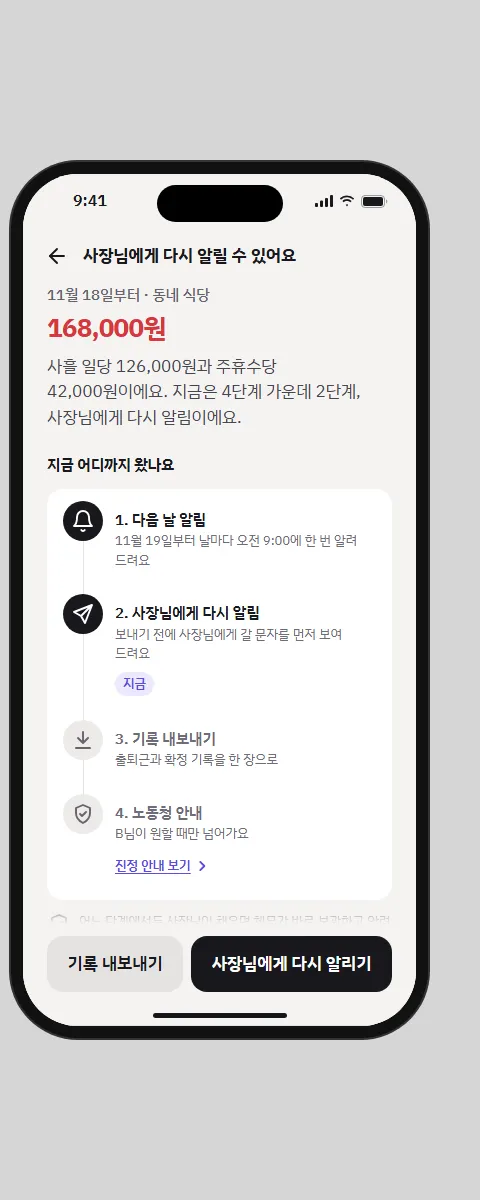 9:41
사장님에게 다시 알릴 수 있어요
11월 18일부터 · 동네 식당
168,000원
사흘 일당 126,000원과 주휴수당
42,000원이에요. 지금은 4단계 가운데 2단계,
사장님에게 다시 알림이에요.
지금 어디까지 왔나요
1. 다음 날 알림
11월 19일부터 날마다 오전 9:00에 한 번 알려
드려요
2. 사장님에게 다시 알림
보내기 전에 사장님에게 갈 문자를 먼저 보여
드려요
지금
3. 기록 내보내기
출퇴근과 확정 기록을 한 장으로
4. 노동청 안내
B님이 원할 때만 넘어가요
진정 안내 보기
기록 내보내기
사장님에게 다시 알리기